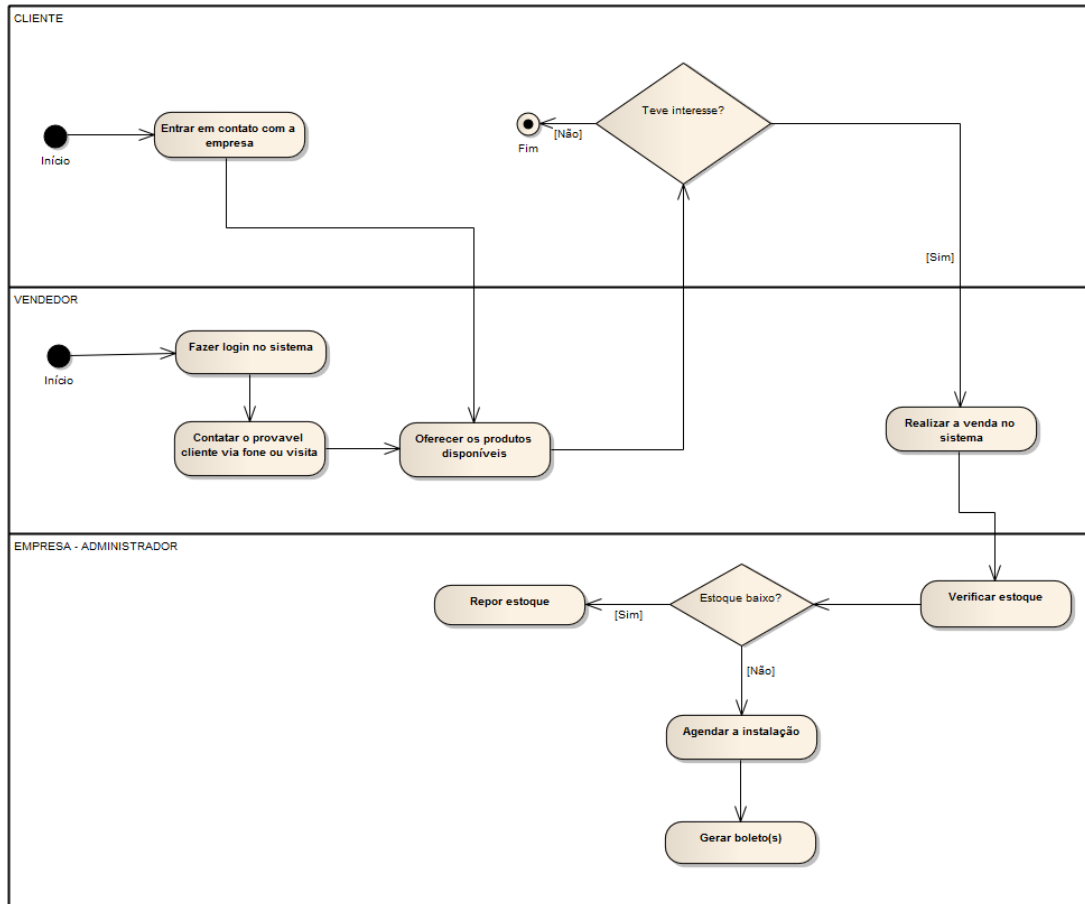 CLIENTE
Teve interesse?
Entrar em contato com a
empresa
[Não]
Início
Fim
[Sim]
VENDEDOR
Fazer login no sistema
Início
Contatar o provavel
cliente via fone ou visita
Oferecer os produtos
disponíveis
Realizar a venda no
sistema
EMPRESA - ADMINISTRADOR
Repor estoque
Estoque baixo?
Verificar estoque
[Sim]
[Não]
Agendar a instalação
Gerar boleto(s)